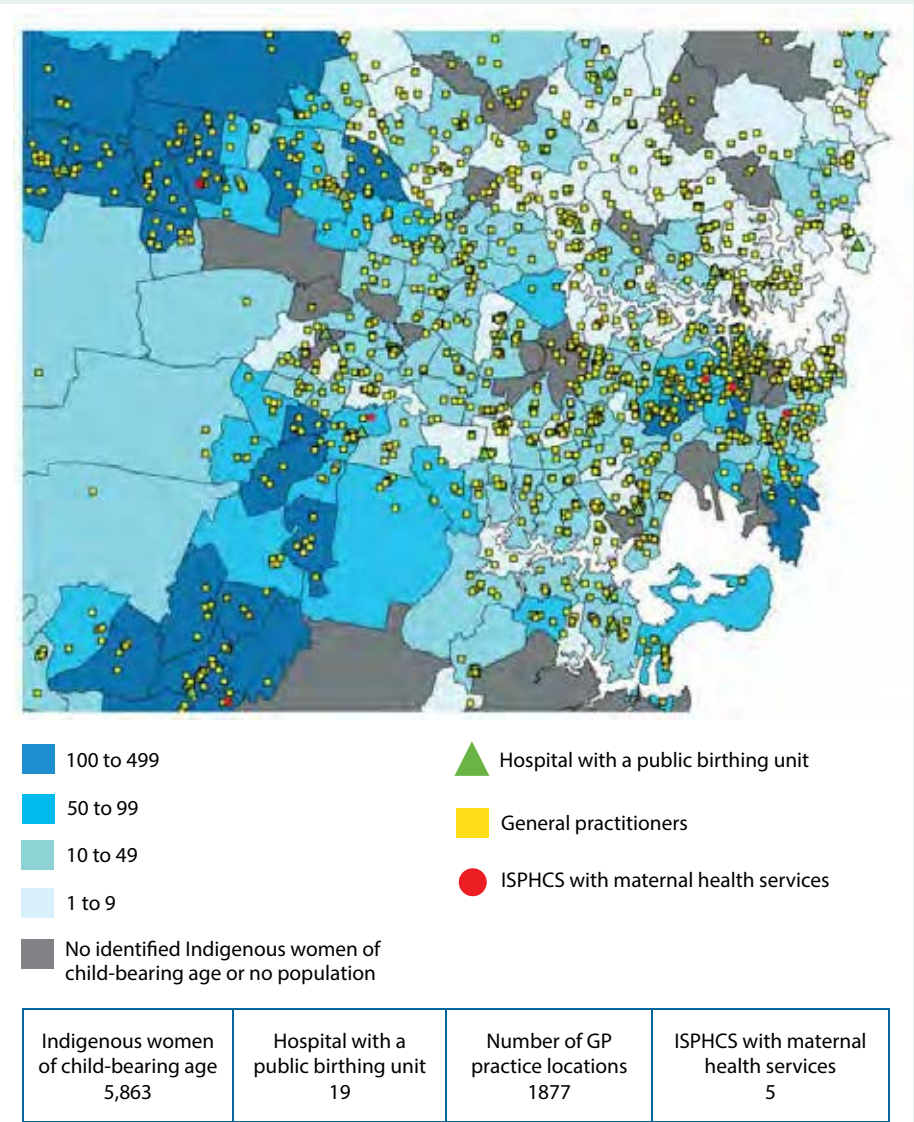 100 to 499
50 to 99
10 to 49
1 to 9
No identified Indigenous women of
child-bearing age or no population
Hospital with a public birthing unit
General practitioners
ISPHCS with maternal health services
Indigenous women
of child-bearing age
5,863
Hospital with a
public birthing unit
19
Number of GP
practice locations
1877
ISPHCS with maternal
health services
5